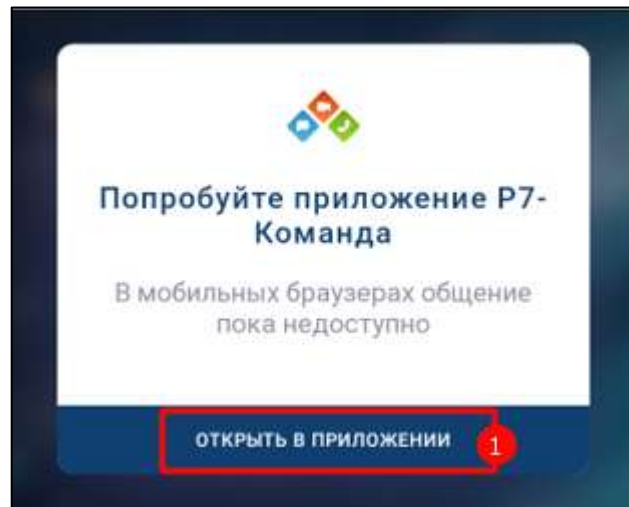 Попробуйте приложение Р7-
Команда
В мобильных браузерах общение
пока недоступно
ОТКРЫТЬ В ПРИЛОЖЕНИИ
1